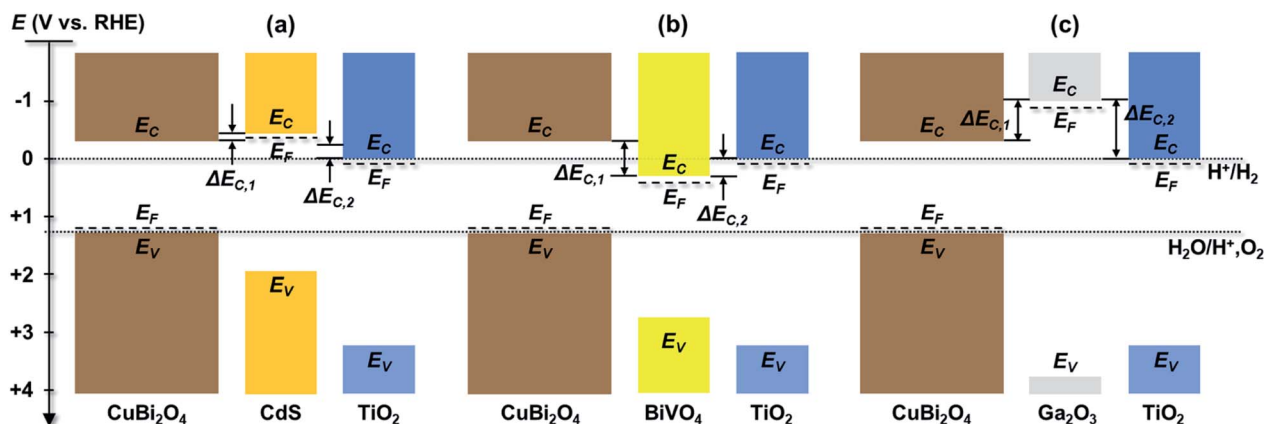 E (V vs. RHE)
(a)
(b)
(c)
-1
0
+1
+2
+3
+4
E_C
E_C
E_F
E_C
E_F
ΔE_C,1
ΔE_C,2
E_F
E_V
E_V
E_V
CuBi₂O₄
CdS
TiO₂
E_C
E_C
E_F
E_C
E_F
ΔE_C,1
ΔE_C,2
E_F
E_V
E_V
E_V
CuBi₂O₄
BiVO₄
TiO₂
E_C
E_C
E_F
E_C
E_F
ΔE_C,1
ΔE_C,2
H⁺/H₂
E_F
E_V
H₂O/H⁺,O₂
E_V
E_V
CuBi₂O₄
Ga₂O₃
TiO₂